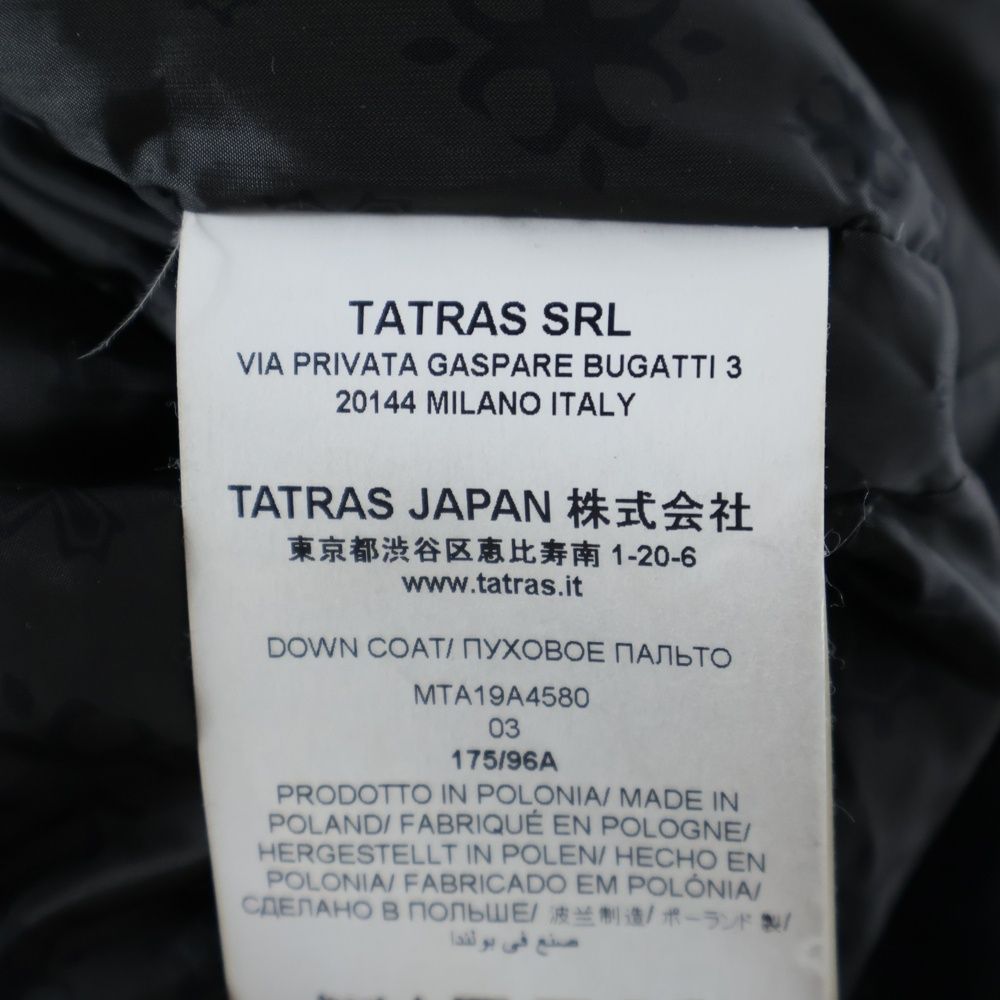 TATRAS SRL
VIA PRIVATA GASPARE BUGATTI 3
20144 MILANO ITALY
TATRAS JAPAN 株式会社
東京都渋谷区恵比寿南 1-20-6
www.tatras.it
DOWN COAT/ ПУХОВОЕ ПАЛЬТО
MTA19A4580
03
175/96A
PRODOTTO IN POLONIA/ MADE IN
POLAND/ FABRIQUÉ EN POLOGNE/
HERGESTELLT IN POLEN/ HECHO EN
POLONIA/ FABRICADO EM POLÓNIA/
СДЕЛАНО В ПОЛЬШЕ/ 波兰制造/ ポーランド 製/
صنع في بولندا